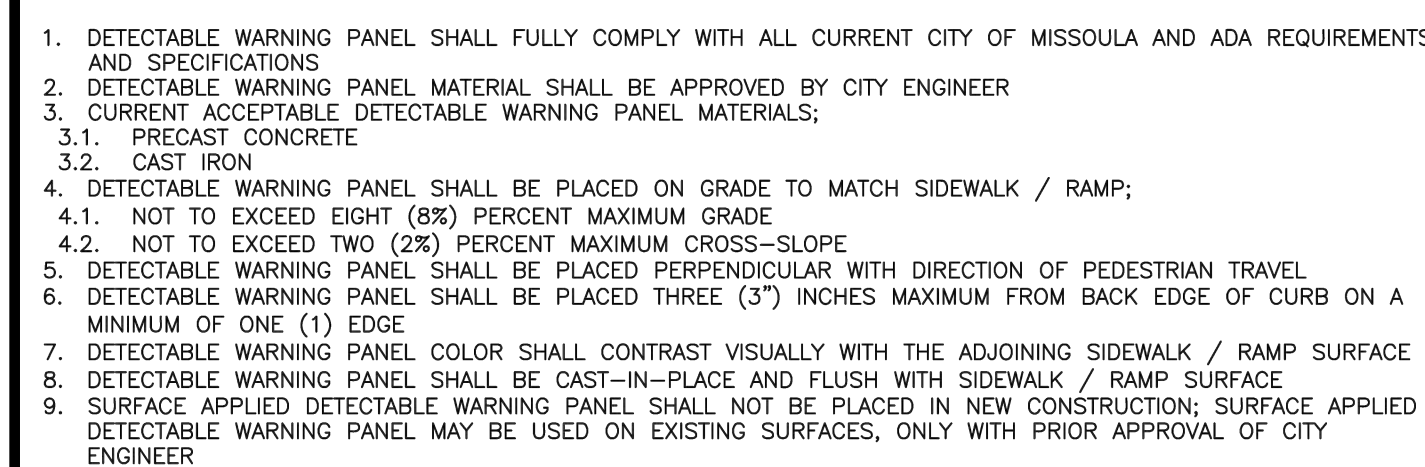 1. DETECTABLE WARNING PANEL SHALL FULLY COMPLY WITH ALL CURRENT CITY OF MISSOULA AND ADA REQUIREMENTS
AND SPECIFICATIONS
2. DETECTABLE WARNING PANEL MATERIAL SHALL BE APPROVED BY CITY ENGINEER
3. CURRENT ACCEPTABLE DETECTABLE WARNING PANEL MATERIALS;
3.1. PRECAST CONCRETE
3.2. CAST IRON
4. DETECTABLE WARNING PANEL SHALL BE PLACED ON GRADE TO MATCH SIDEWALK / RAMP;
4.1. NOT TO EXCEED EIGHT (8%) PERCENT MAXIMUM GRADE
4.2. NOT TO EXCEED TWO (2%) PERCENT MAXIMUM CROSS-SLOPE
5. DETECTABLE WARNING PANEL SHALL BE PLACED PERPENDICULAR WITH DIRECTION OF PEDESTRIAN TRAVEL
6. DETECTABLE WARNING PANEL SHALL BE PLACED THREE (3") INCHES MAXIMUM FROM BACK EDGE OF CURB ON A
MINIMUM OF ONE (1) EDGE
7. DETECTABLE WARNING PANEL COLOR SHALL CONTRAST VISUALLY WITH THE ADJOINING SIDEWALK / RAMP SURFACE
8. DETECTABLE WARNING PANEL SHALL BE CAST-IN-PLACE AND FLUSH WITH SIDEWALK / RAMP SURFACE
9. SURFACE APPLIED DETECTABLE WARNING PANEL SHALL NOT BE PLACED IN NEW CONSTRUCTION; SURFACE APPLIED
DETECTABLE WARNING PANEL MAY BE USED ON EXISTING SURFACES, ONLY WITH PRIOR APPROVAL OF CITY
ENGINEER